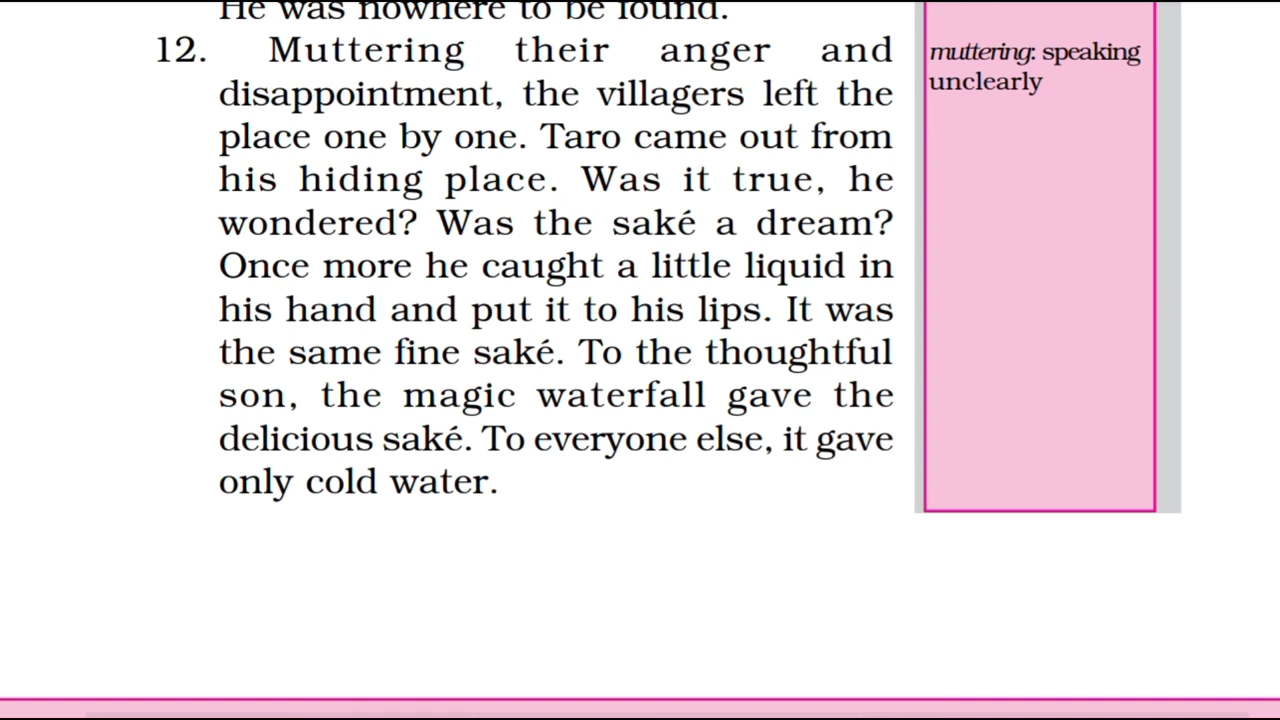 He was nowhere to be found.
12. Muttering their anger and
disappointment, the villagers left the
place one by one. Taro came out from
his hiding place. Was it true, he
wondered? Was the saké a dream?
Once more he caught a little liquid in
his hand and put it to his lips. It was
the same fine saké. To the thoughtful
son, the magic waterfall gave the
delicious saké. To everyone else, it gave
only cold water.
muttering: speaking
unclearly